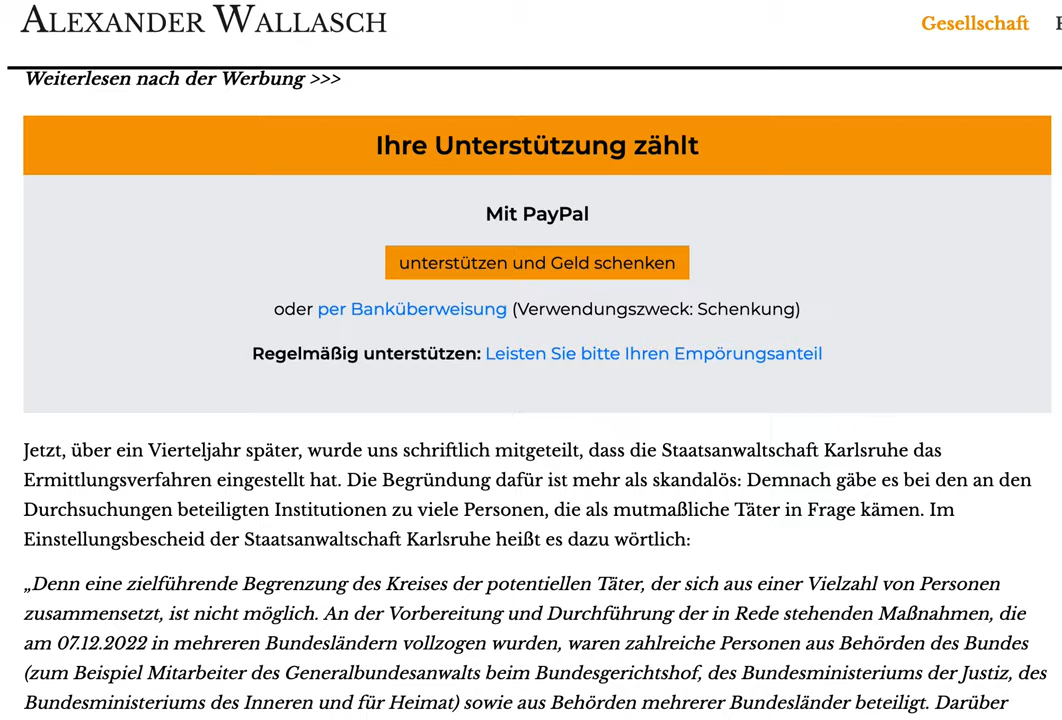 ALEXANDER WALLASCH
Gesellschaft
Weiterlesen nach der Werbung >>>
Ihre Unterstützung zählt
Mit PayPal
unterstützen und Geld schenken
oder per Banküberweisung (Verwendungszweck: Schenkung)
Regelmäßig unterstützen: Leisten Sie bitte Ihren Empörungsanteil
Jetzt, über ein Vierteljahr später, wurde uns schriftlich mitgeteilt, dass die Staatsanwaltschaft Karlsruhe das
Ermittlungsverfahren eingestellt hat. Die Begründung dafür ist mehr als skandalös: Demnach gäbe es bei den an den
Durchsuchungen beteiligten Institutionen zu viele Personen, die als mutmaßliche Täter in Frage kämen. Im
Einstellungsbescheid der Staatsanwaltschaft Karlsruhe heißt es dazu wörtlich:
„Denn eine zielführende Begrenzung des Kreises der potentiellen Täter, der sich aus einer Vielzahl von Personen
zusammensetzt, ist nicht möglich. An der Vorbereitung und Durchführung der in Rede stehenden Maßnahmen, die
am 07.12.2022 in mehreren Bundesländern vollzogen wurden, waren zahlreiche Personen aus Behörden des Bundes
(zum Beispiel Mitarbeiter des Generalbundesanwalts beim Bundesgerichtshof, des Bundesministeriums der Justiz, des
Bundesministeriums des Inneren und für Heimat) sowie aus Behörden mehrerer Bundesländer beteiligt. Darüber